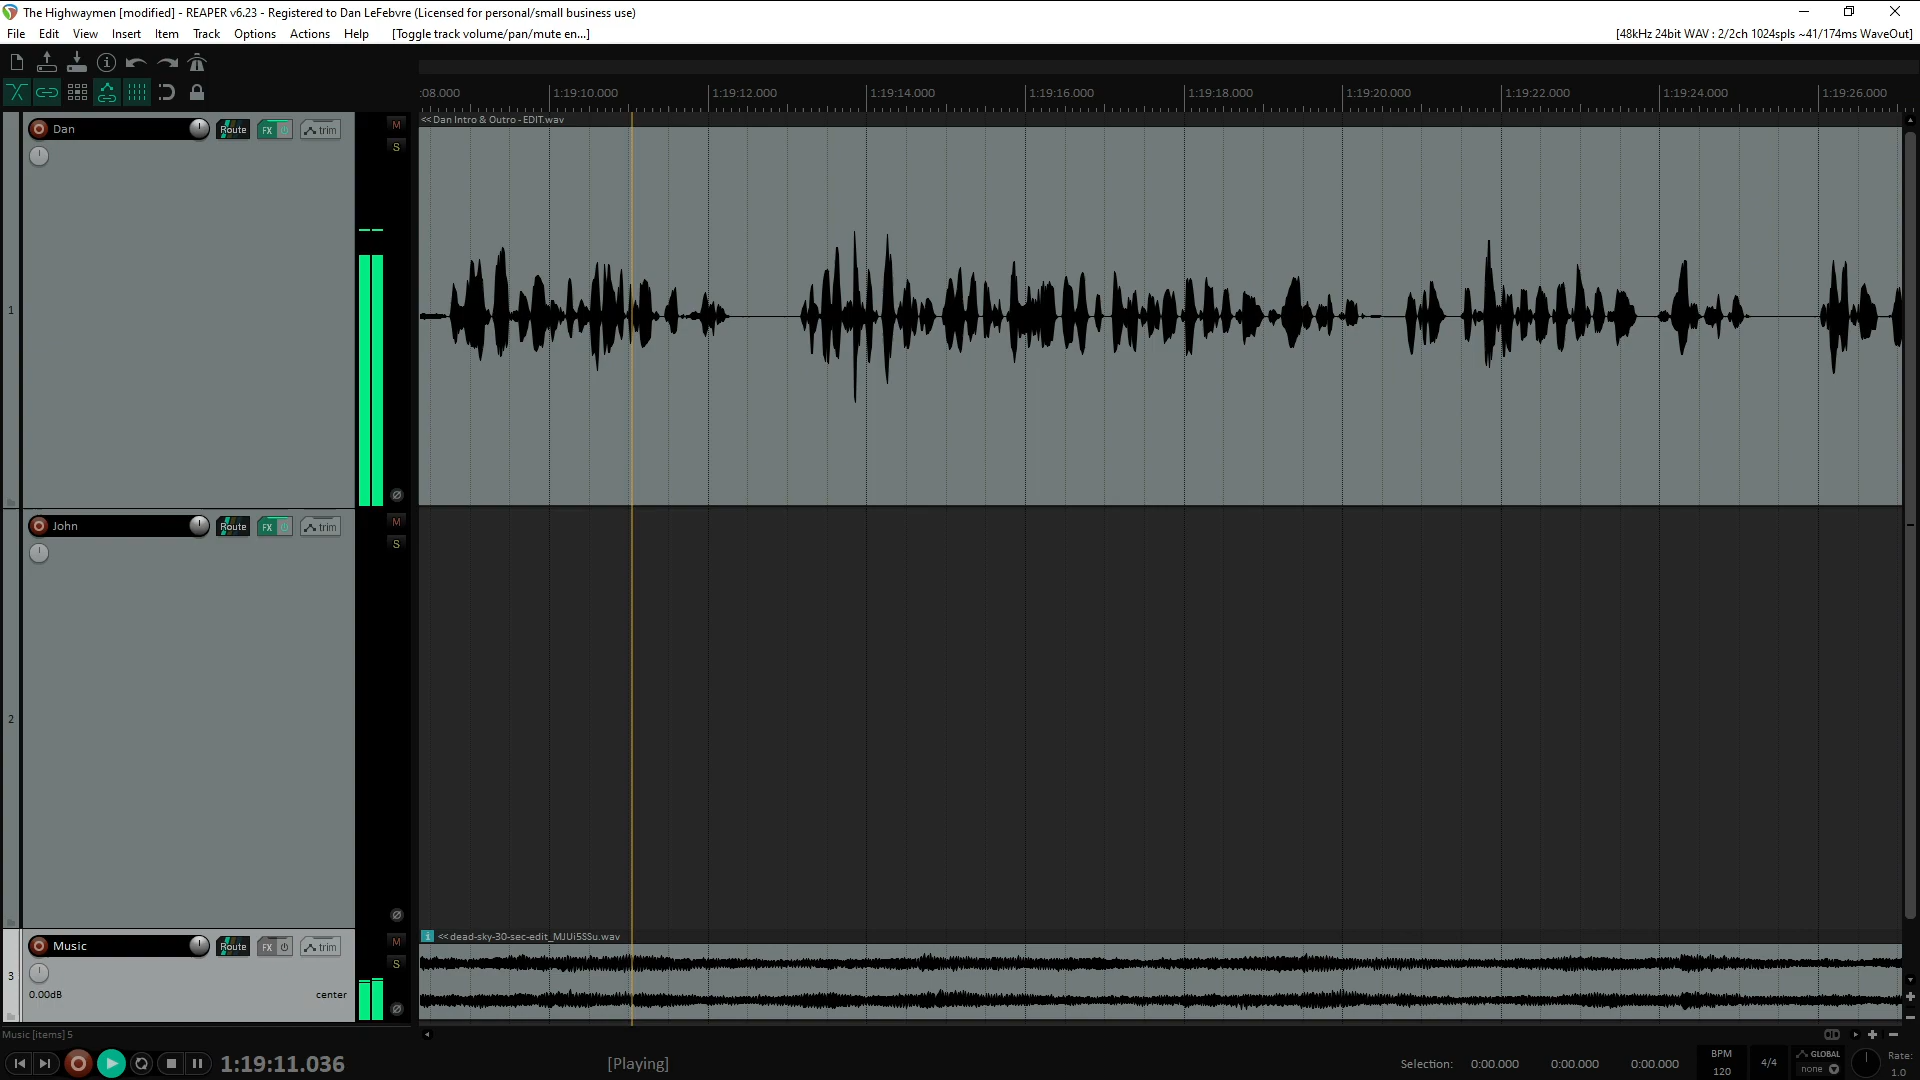 The Highwaymen [modified] - REAPER v6.23 - Registered to Dan LeFebvre (Licensed for personal/small business use)
File Edit View Insert Item Track Options Actions Help [Toggle track volume/pan/mute en...] [48kHz 24bit WAV : 2/2ch 1024spls ~41/174ms WaveOut]
:08.000 1:19:10.000 1:19:12.000 1:19:14.000 1:19:16.000 1:19:18.000 1:19:20.000 1:19:22.000 1:19:24.000 1:19:26.000
<< Dan Intro & Outro - EDIT.wav
Dan Route FX trim M
S
1
John Route FX trim M
S
2
<< dead-sky-30-sec-edit_MJUi5SSu.wav
Music Route FX trim M
S
3
0.00dB center
Music [items] 5
1:19:11.036 [Playing] Selection: 0:00.000 0:00.000 0:00.000
BPM 120 4/4 GLOBAL none Rate: 1.0